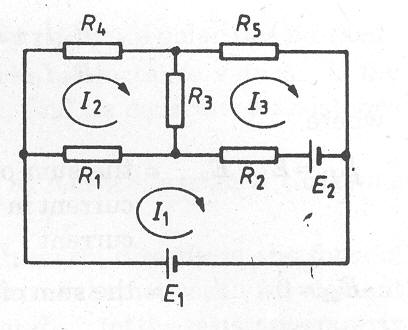 R₄ R₅
I₂ R₃ I₃
R₁ R₂ E₂
I₁
E₁